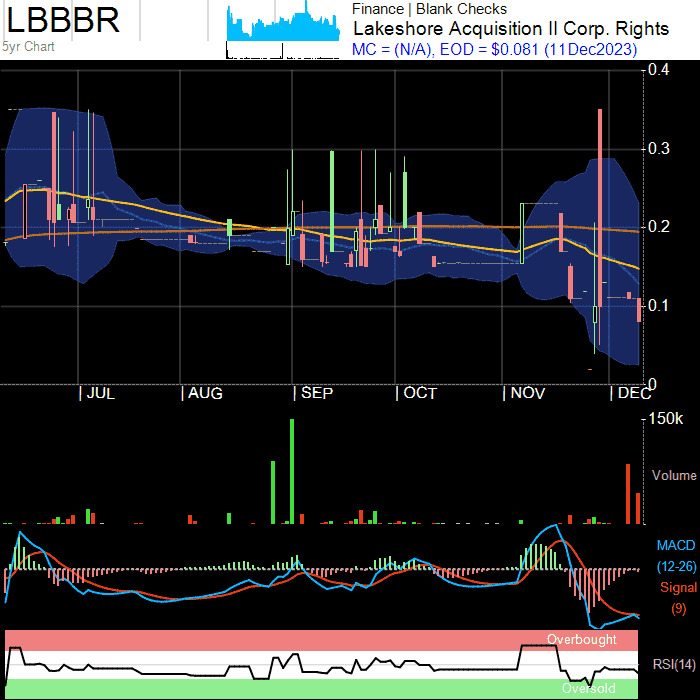 LBBBR
5yr Chart
Finance | Blank Checks
Lakeshore Acquisition II Corp. Rights
MC = (N/A), EOD = $0.081 (11Dec2023)
0.4
0.3
0.2
0.1
0
| JUL | AUG | SEP | OCT | NOV | DEC
150k
Volume
MACD
(12-26)
Signal
(9)
Overbought
RSI(14)
Oversold